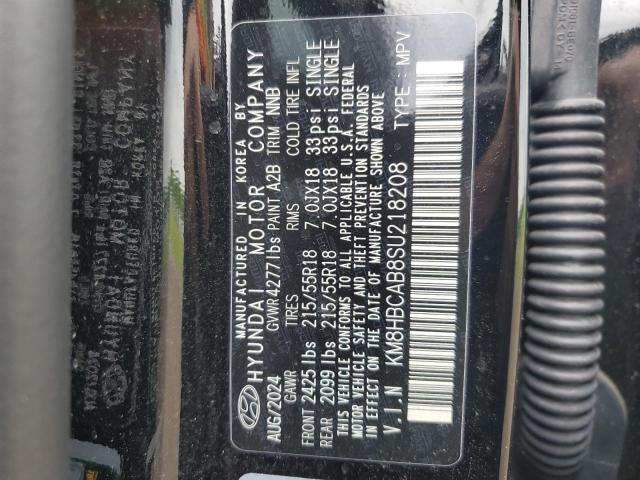 MANUFACTURED IN KOREA BY
HYUNDAI MOTOR COMPANY
AUG/2024 GVWR 4277lbs PAINT A2B TRIM NNB
GAWR TIRES RIMS COLD TIRE INFL
FRONT 2425 lbs 215/55R18 7.0JX18 33psi SINGLE
REAR 2099 lbs 215/55R18 7.0JX18 33psi SINGLE
THIS VEHICLE CONFORMS TO ALL APPLICABLE U.S.A. FEDERAL
MOTOR VEHICLE SAFETY AND THEFT PREVENTION STANDARDS
IN EFFECT ON THE DATE OF MANUFACTURE SHOWN ABOVE
V.I.N KM8HBCAB8SU218208 TYPE : MPV